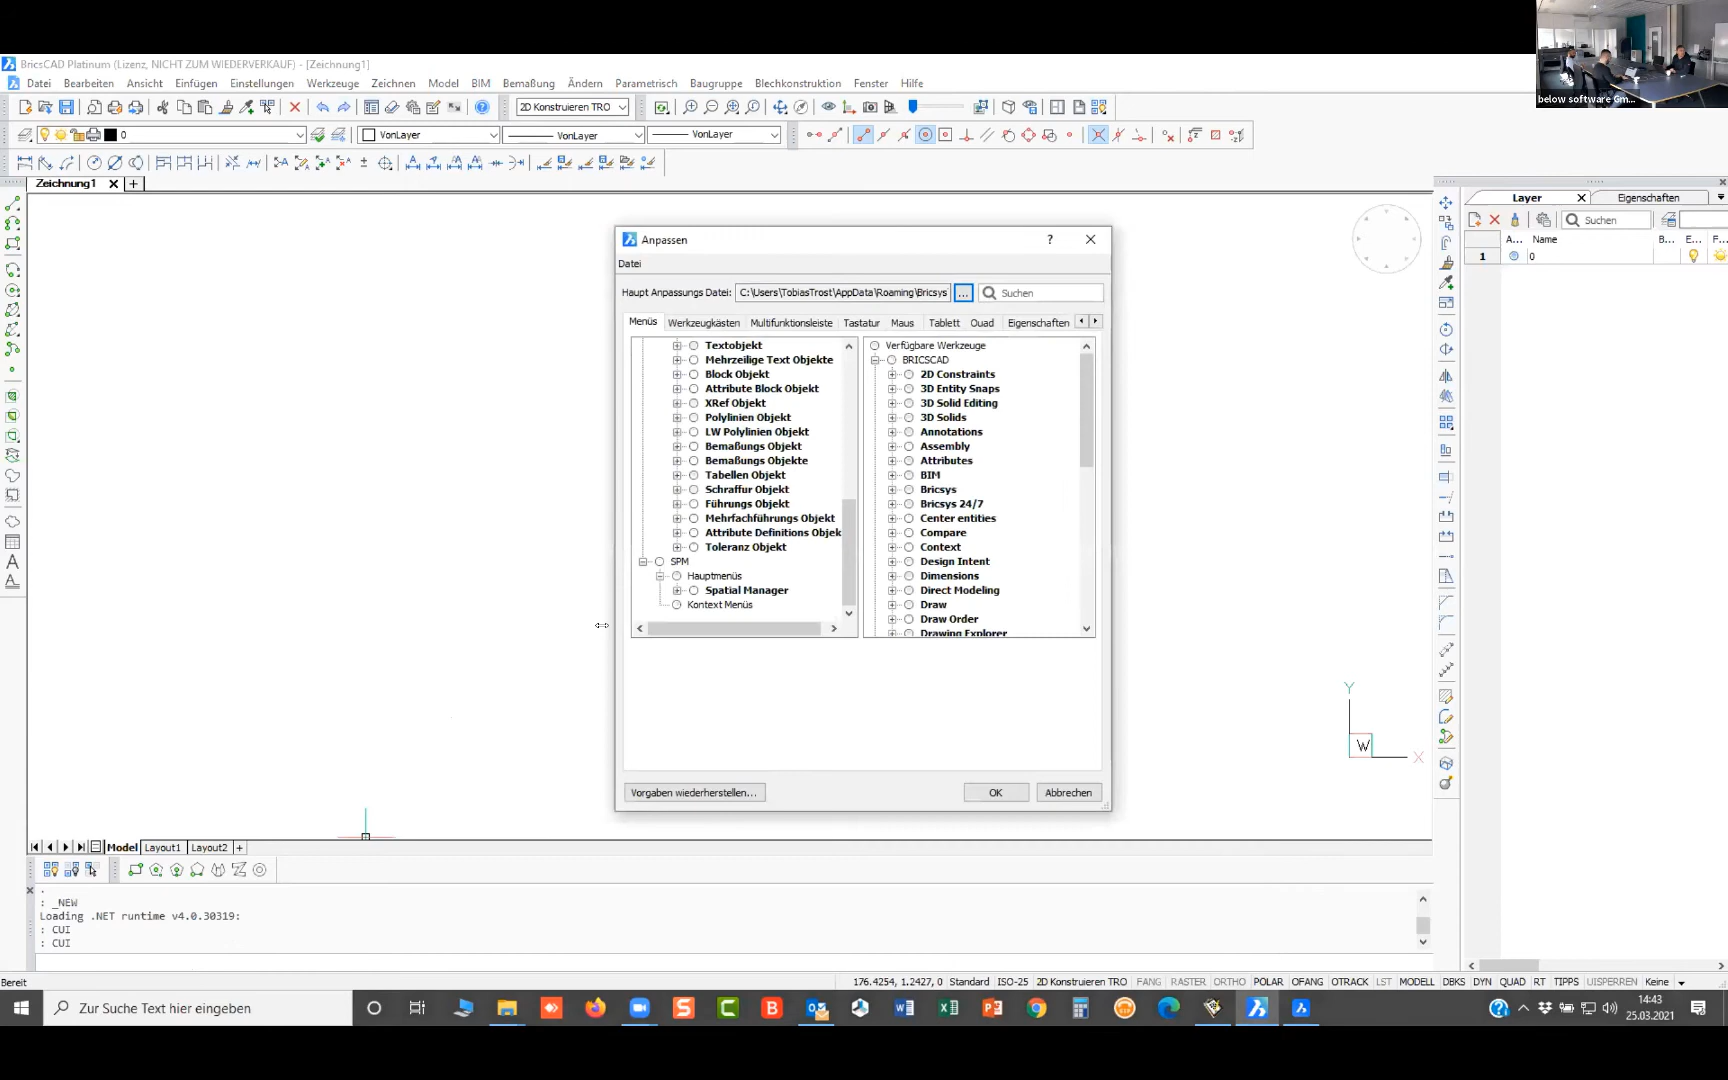 below software Gm...
BricsCAD Platinum (Lizenz, NICHT ZUM WIEDERVERKAUF) - [Zeichnung1]
Datei Bearbeiten Ansicht Einfügen Einstellungen Werkzeuge Zeichnen Model BIM Bemaßung Ändern Parametrisch Baugruppe Blechkonstruktion Fenster Hilfe
2D Konstruieren TRO
0 VonLayer VonLayer VonLayer
Zeichnung1
Layer Eigenschaften
Suchen
A... Name B... E... F...
1 0
Anpassen
Datei
Haupt Anpassungs Datei: C:\Users\TobiasTrost\AppData\Roaming\Bricsys ... Suchen
Menüs Werkzeugkästen Multifunktionsleiste Tastatur Maus Tablett Quad Eigenschaften
Textobjekt
Mehrzeilige Text Objekte
Block Objekt
Attribute Block Objekt
XRef Objekt
Polylinien Objekt
LW Polylinien Objekt
Bemaßungs Objekt
Bemaßungs Objekte
Tabellen Objekt
Schraffur Objekt
Führungs Objekt
Mehrfachführungs Objekt
Attribute Definitions Objek
Toleranz Objekt
SPM
Hauptmenüs
Spatial Manager
Kontext Menüs
Verfügbare Werkzeuge
BRICSCAD
2D Constraints
3D Entity Snaps
3D Solid Editing
3D Solids
Annotations
Assembly
Attributes
BIM
Bricsys
Bricsys 24/7
Center entities
Compare
Context
Design Intent
Dimensions
Direct Modeling
Draw
Draw Order
Drawing Explorer
Vorgaben wiederherstellen... OK Abbrechen
Y
W X
Model Layout1 Layout2 +
: _NEW
Loading .NET runtime v4.0.30319:
: CUI
: CUI
Bereit 176.4254, 1.2427, 0 Standard ISO-25 2D Konstruieren TRO FANG RASTER ORTHO POLAR OFANG OTRACK LST MODELL DBKS DYN QUAD RT TIPPS UISPERREN Keine
Zur Suche Text hier eingeben
14:43
25.03.2021